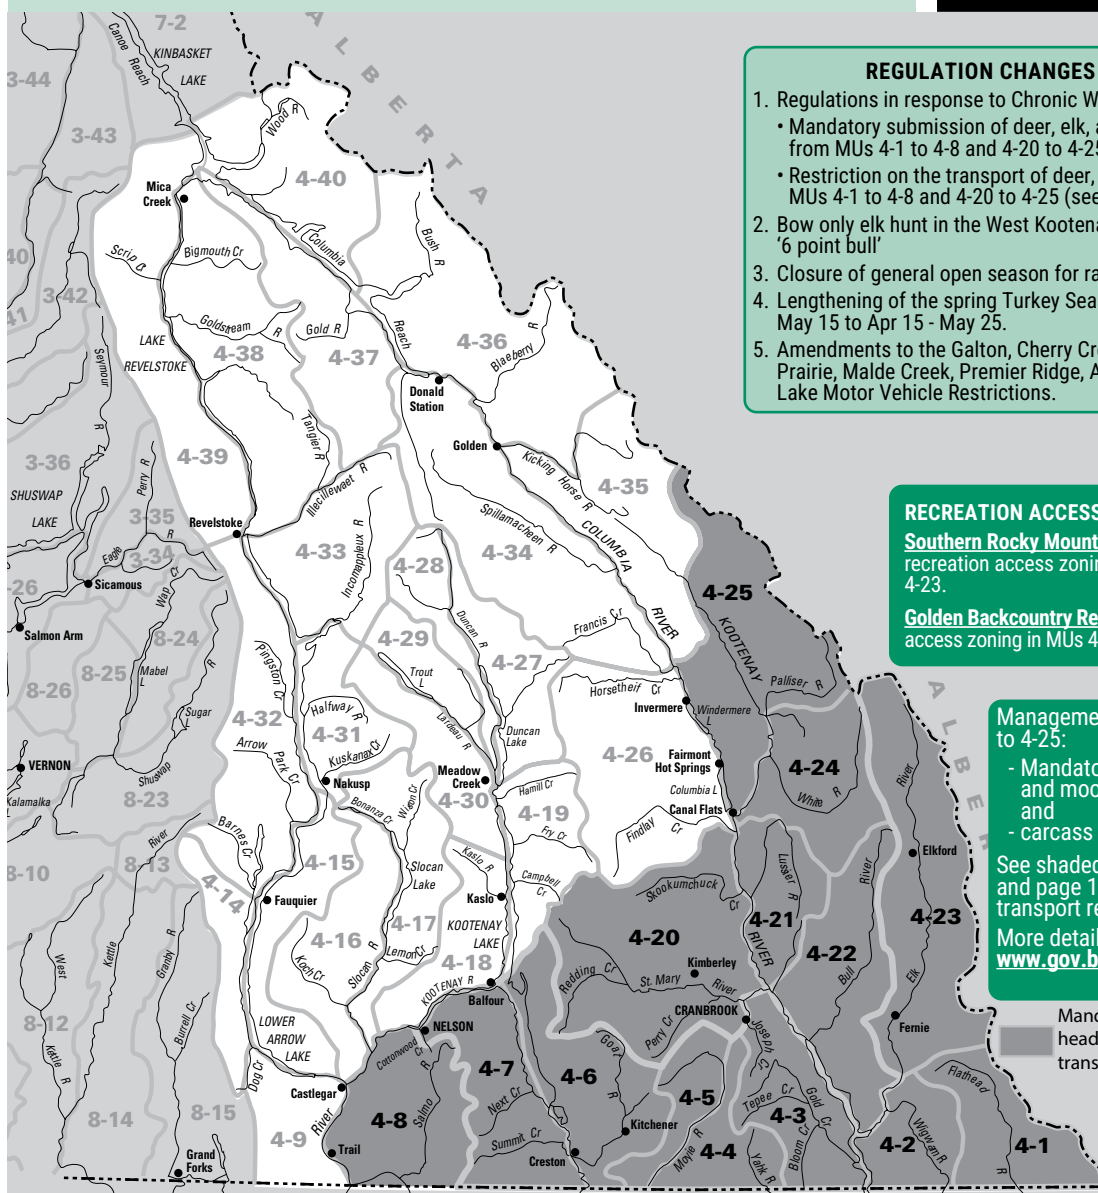 7-2
KINBASKET
LAKE
Canoe Reach
ALBERTA
3-44
3-43
Wood R
4-40
Mica
Creek
Scrip Cr
Bigmouth Cr
Columbia
Reach
Bush R
40
3-42
41
Goldstream R
Gold R
LAKE
REVELSTOKE
4-38
4-37
4-36
Blaeberry R
Seymour R
Donald
Station
Golden
Tangier R
4-39
3-36
Perry R
Illecillewaet R
Kicking Horse R
4-35
SHUSWAP
LAKE
3-35
Revelstoke
Spillamacheen R
COLUMBIA
RIVER
4-33
Incomappleux R
4-34
Eagle R
3-34
4-28
-26
Sicamous
Wap Cr
4-25
Salmon Arm
8-24
4-29
Duncan R
Francis Cr
KOOTENAY
8-25
Mabel
L
Pingston Cr
Trout
L
4-27
8-26
Sugar
L
R
Halfway R
Lardeau R
Horsethief Cr
Palliser R
Invermere
Windermere
L
4-32
4-31
Arrow
Park Cr
Kuskanax Cr
Duncan
Lake
4-26
VERNON
Shuswap
Nakusp
Meadow
Creek
Fairmont
Hot Springs
4-24
Kalamalka
L
8-23
Bonanza Cr
Wilson Cr
4-30
Hamill Cr
4-19
Columbia L
Canal Flats
White R
River
Barnes Cr
Fry Cr
Findlay
Cr
River
Elkford
8-10
8-13
4-14
4-15
Slocan
Lake
Kaslo R
Campbell
Cr
Skookumchuck
Cr
Lussier R
River
Fauquier
Kaslo
4-17
KOOTENAY
LAKE
4-21
4-23
4-16
4-20
RIVER
4-22
West
Kettle
Granby R
Koch Cr
Slocan R
Lemon Cr
4-18
Redding Cr
Kimberley
St. Mary River
Bull
Elk
KOOTENAY R
Balfour
CRANBROOK
8-12
Burrell Cr
LOWER
ARROW
LAKE
NELSON
Perry Cr
Joseph Cr
Fernie
Kettle R
Cottonwood
Cr
4-7
Goat
R
4-6
Dog Cr
Castlegar
4-5
Tepee Cr
Gold Cr
Flathead
R
8-14
8-15
4-8
Salmo R
Next Cr
4-3
4-9
River
Kitchener
Wigwam R
Trail
Summit Cr
Creston
Moyie R
4-4
Yahk R
Bloom Cr
4-2
4-1
Grand
Forks
REGULATION CHANGES
1. Regulations in response to Chronic W
• Mandatory submission of deer, elk, a
from MUs 4-1 to 4-8 and 4-20 to 4-25
• Restriction on the transport of deer,
MUs 4-1 to 4-8 and 4-20 to 4-25 (see
2. Bow only elk hunt in the West Kootena
‘6 point bull’
3. Closure of general open season for ra
4. Lengthening of the spring Turkey Sea
May 15 to Apr 15 - May 25.
5. Amendments to the Galton, Cherry Cre
Prairie, Malde Creek, Premier Ridge, A
Lake Motor Vehicle Restrictions.
RECREATION ACCESS
Southern Rocky Mount
recreation access zonin
4-23.
Golden Backcountry Re
access zoning in MUs 4
ALBER
Manageme
to 4-25:
- Mandato
and moo
and
- carcass
See shaded
and page 1
transport re
More detail
www.gov.b
Manc
head
trans